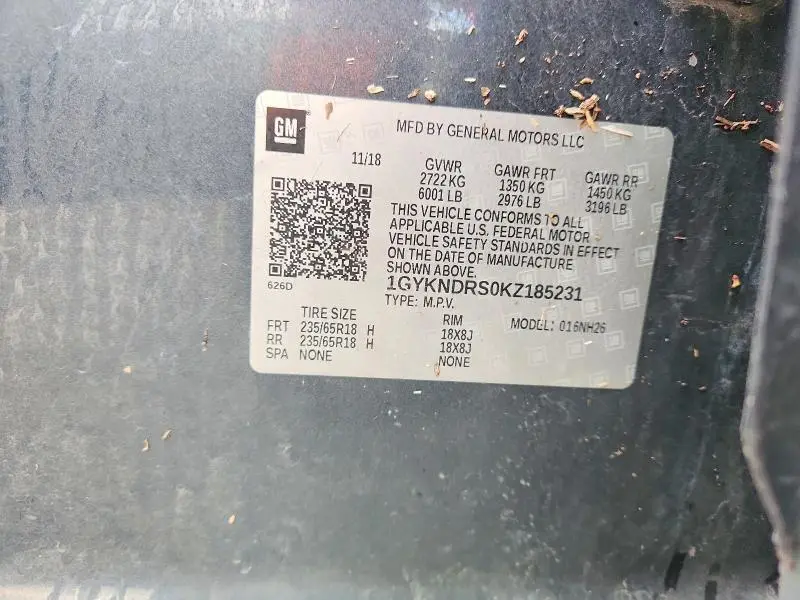 GM
MFD BY GENERAL MOTORS LLC
11/18
GVWR GAWR FRT GAWR RR
2722 KG 1350 KG 1450 KG
6001 LB 2976 LB 3196 LB
THIS VEHICLE CONFORMS TO ALL
APPLICABLE U.S. FEDERAL MOTOR
VEHICLE SAFETY STANDARDS IN EFFECT
ON THE DATE OF MANUFACTURE
SHOWN ABOVE.
626D
1GYKNDRS0KZ185231
TYPE: M.P.V.
TIRE SIZE RIM MODEL: 016NH26
FRT 235/65R18 H 18X8J
RR 235/65R18 H 18X8J
SPA NONE NONE